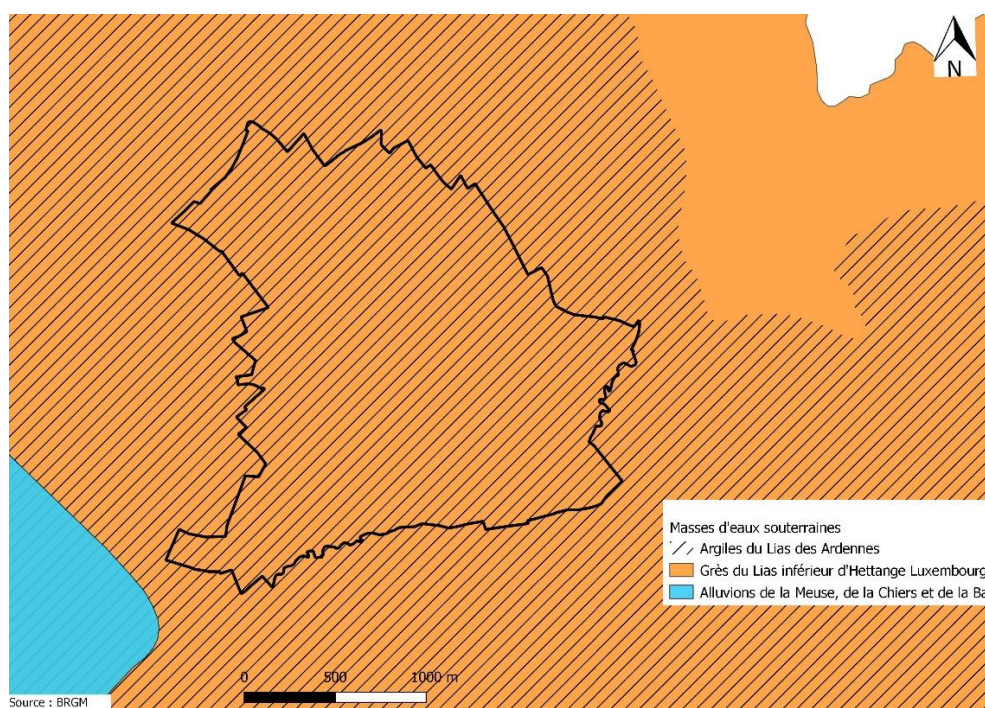 N
Masses d'eaux souterraines
Argiles du Lias des Ardennes
Grès du Lias inférieur d'Hettange Luxembourg
Alluvions de la Meuse, de la Chiers et de la Ba
0 500 1000 m
Source : BRGM